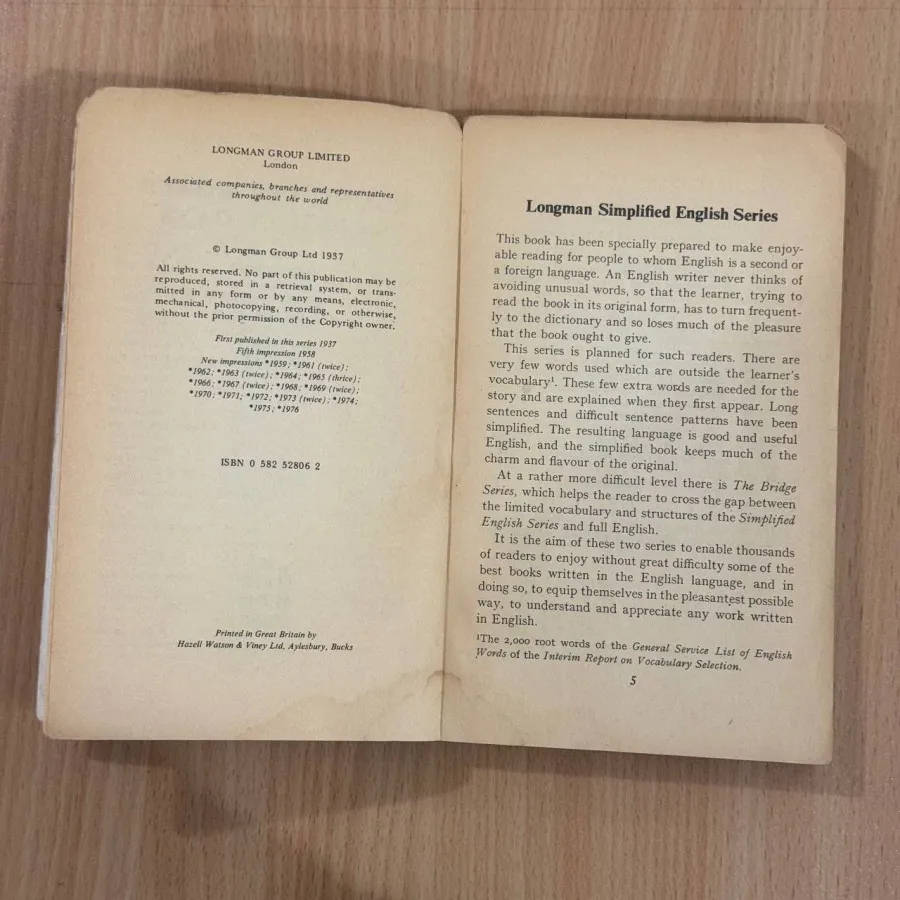 LONGMAN GROUP LIMITED
London
Associated companies, branches and representatives
throughout the world
© Longman Group Ltd 1937
All rights reserved. No part of this publication may be
reproduced, stored in a retrieval system, or trans-
mitted in any form or by any means, electronic,
mechanical, photocopying, recording, or otherwise,
without the prior permission of the Copyright owner.
First published in this series 1937
Fifth impression 1958
New impressions *1959; *1961 (twice);
*1962; *1963 (twice); *1964; *1965 (thrice);
*1966; *1967 (twice); *1968; *1969 (twice);
*1970; *1971; *1972; *1973 (twice); *1974;
*1975; *1976
ISBN 0 582 52806 2
Printed in Great Britain by
Hazell Watson & Viney Ltd, Aylesbury, Bucks
Longman Simplified English Series
This book has been specially prepared to make enjoy-
able reading for people to whom English is a second or
a foreign language. An English writer never thinks of
avoiding unusual words, so that the learner, trying to
read the book in its original form, has to turn frequent-
ly to the dictionary and so loses much of the pleasure
that the book ought to give.
This series is planned for such readers. There are
very few words used which are outside the learner's
vocabulary¹. These few extra words are needed for the
story and are explained when they first appear. Long
sentences and difficult sentence patterns have been
simplified. The resulting language is good and useful
English, and the simplified book keeps much of the
charm and flavour of the original.
At a rather more difficult level there is The Bridge
Series, which helps the reader to cross the gap between
the limited vocabulary and structures of the Simplified
English Series and full English.
It is the aim of these two series to enable thousands
of readers to enjoy without great difficulty some of the
best books written in the English language, and in
doing so, to equip themselves in the pleasantest possible
way, to understand and appreciate any work written
in English.
¹The 2,000 root words of the General Service List of English
Words of the Interim Report on Vocabulary Selection.
5